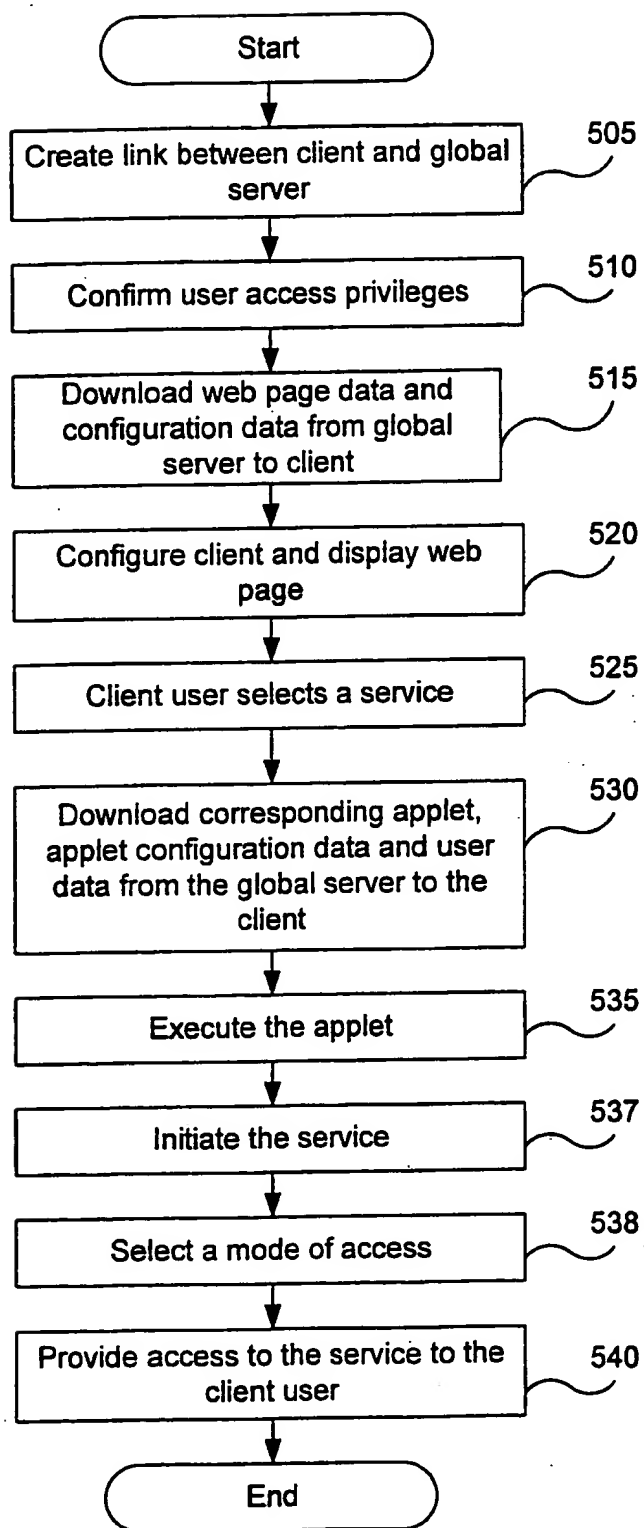 Start
Create link between client and global
server
505
Confirm user access privileges
510
Download web page data and
configuration data from global
server to client
515
Configure client and display web
page
520
Client user selects a service
525
Download corresponding applet,
applet configuration data and user
data from the global server to the
client
530
Execute the applet
535
Initiate the service
537
Select a mode of access
538
Provide access to the service to the
client user
540
End